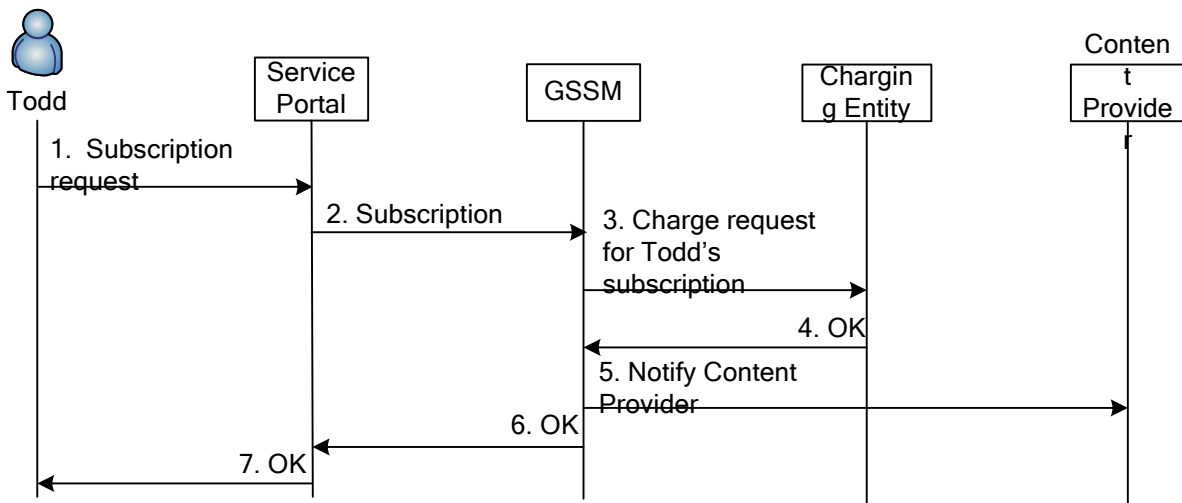 Todd
Service
Portal
GSSM
Chargin
g Entity
Conten
t
Provide
r
1.  Subscription
request
2. Subscription
3. Charge request
for Todd's
subscription
4. OK
5. Notify Content
Provider
6. OK
7. OK